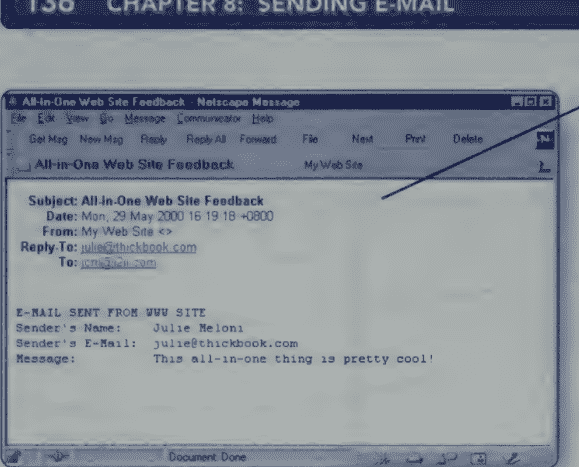 136 CHAPTER 8: SENDING E-MAIL
All-in-One Web Site Feedback - Netscape Message
File Edit View Go Message Communicator Help
Get Msg New Msg Reply Reply All Forward File Next Print Delete
All-in-One Web Site Feedback My Web Site
Subject: All-in-One Web Site Feedback
Date: Mon, 29 May 2000 16 19 18 +0800
From: My Web Site <>
Reply-To: julie@thickbook.com
To:
E-MAIL SENT FROM WWW SITE
Sender's Name: Julie Meloni
Sender's E-Mail: julie@thickbook.com
Message: This all-in-one thing is pretty cool!
Document Done